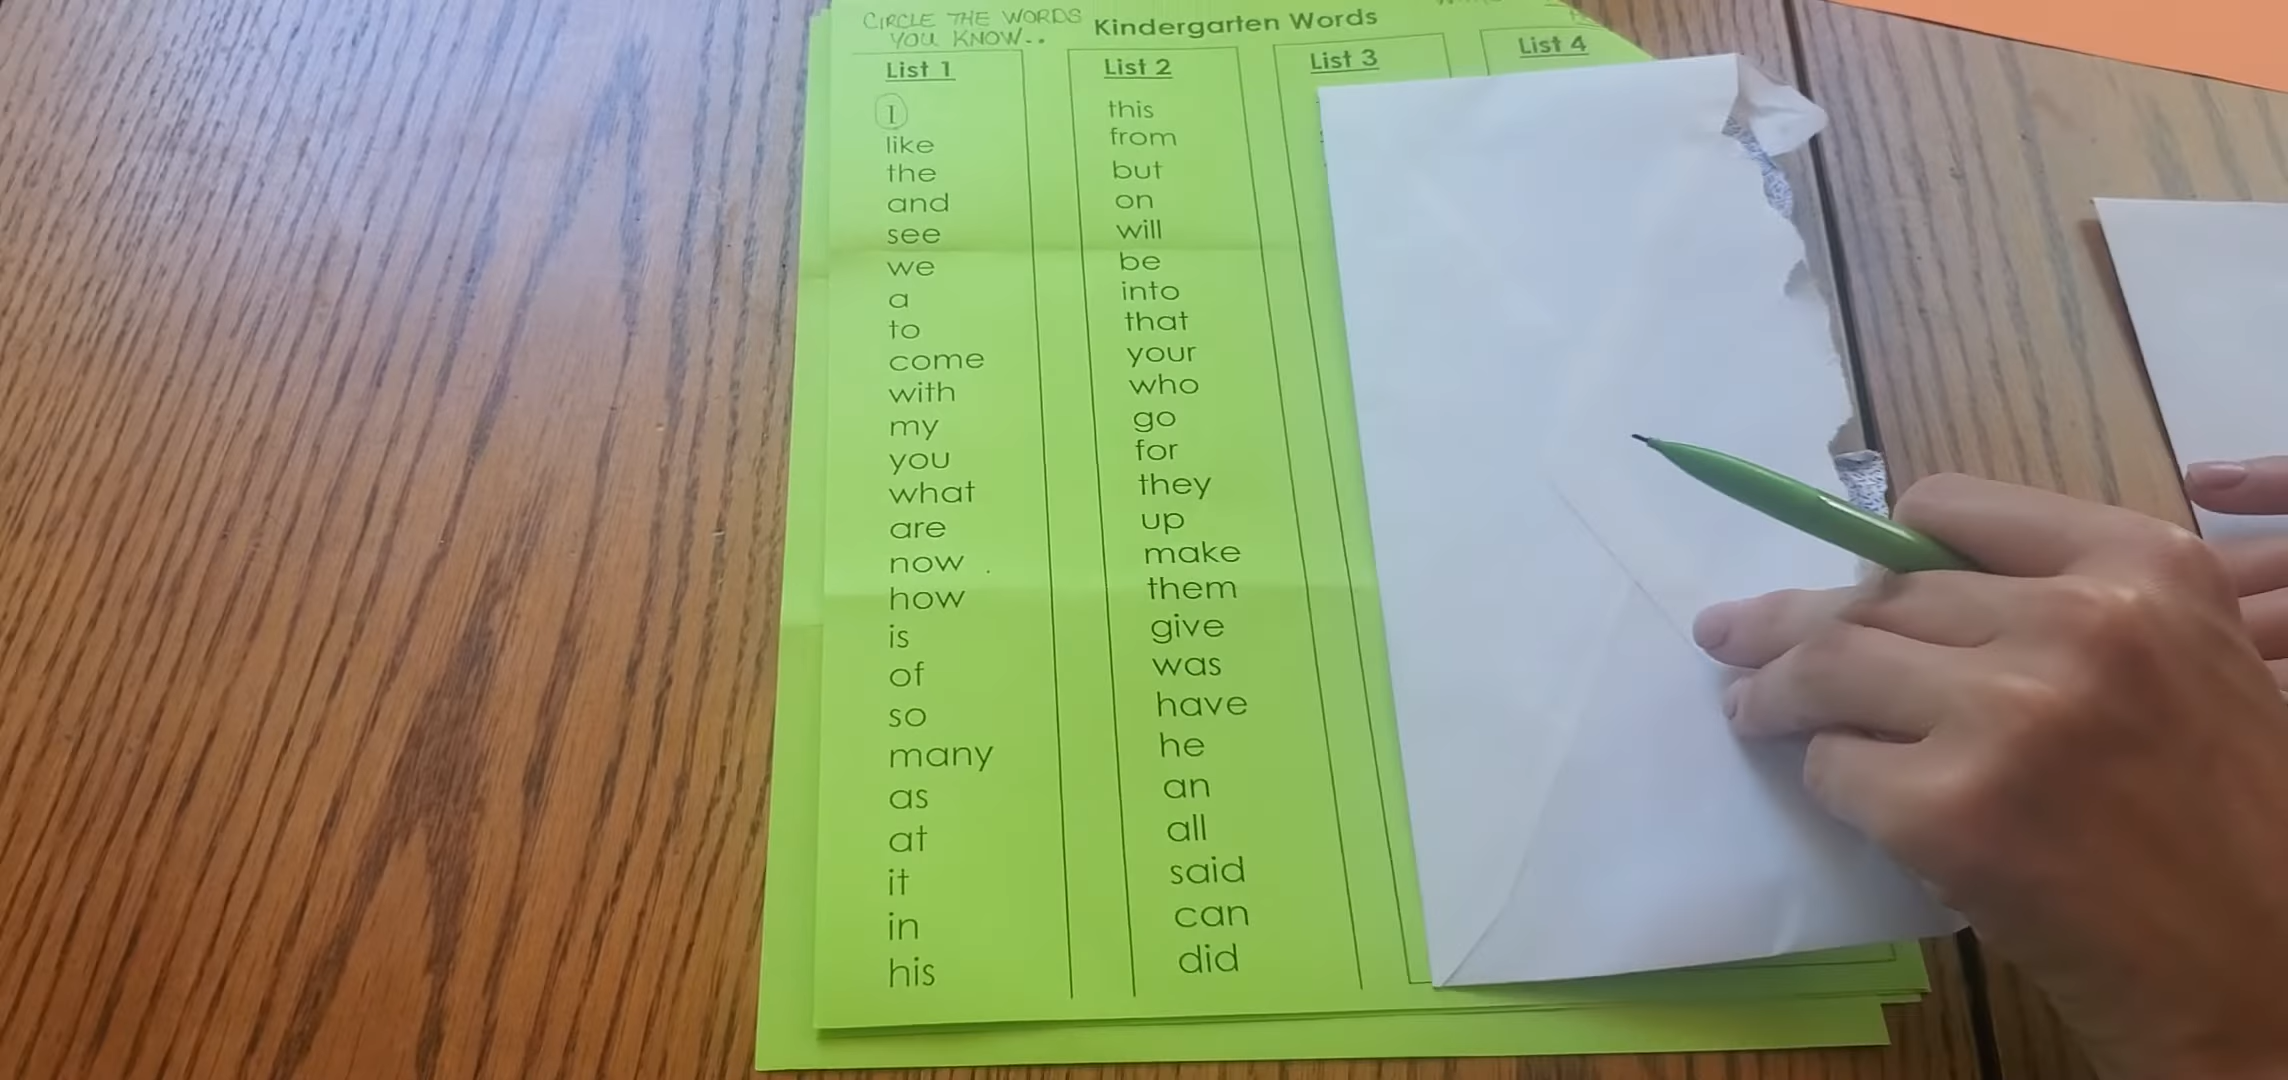 CIRCLE THE WORDS
YOU KNOW..
Kindergarten Words
List 1
I
like
the
and
see
we
a
to
come
with
my
you
what
are
now
how
is
of
so
many
as
at
it
in
his
List 2
this
from
but
on
will
be
into
that
your
who
go
for
they
up
make
them
give
was
have
he
an
all
said
can
did
List 3
List 4